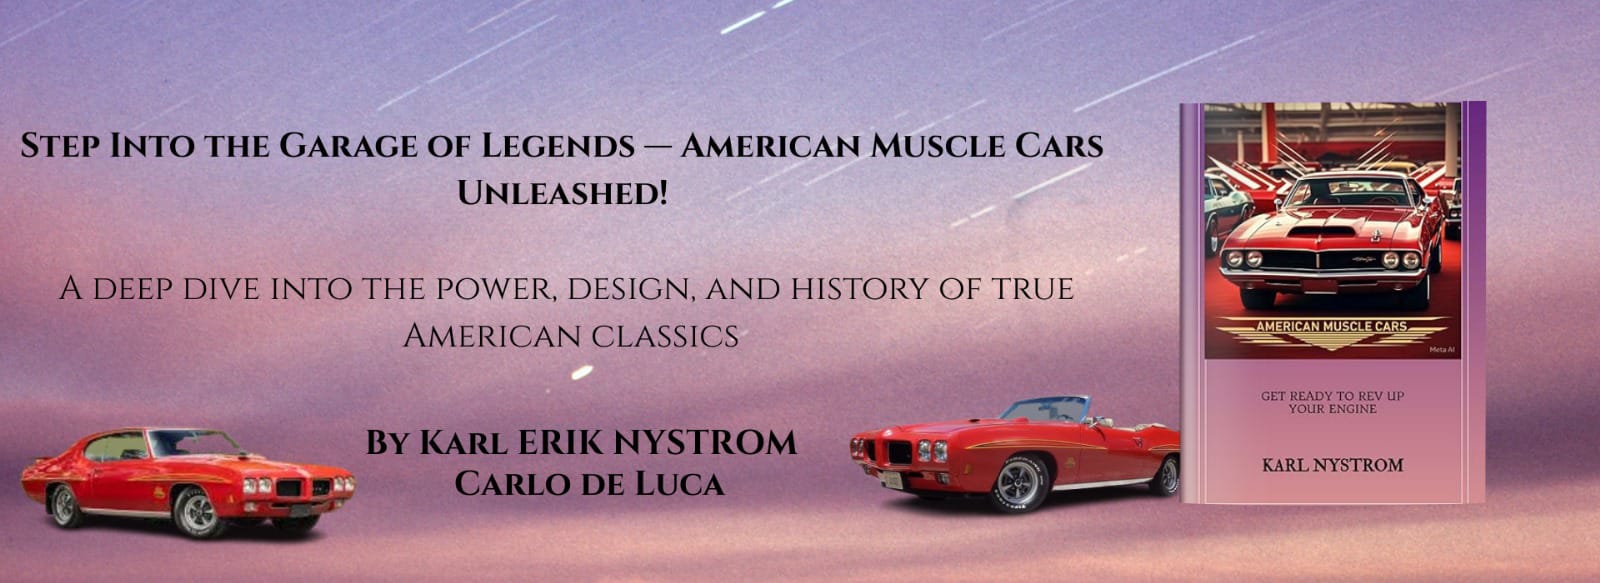 Step Into the Garage of Legends — American Muscle Cars
Unleashed!
A deep dive into the power, design, and history of true
American classics
By Karl ERIK NYSTROM
Carlo de Luca
AMERICAN MUSCLE CARS
Meta AI
GET READY TO REV UP
YOUR ENGINE
KARL NYSTROM